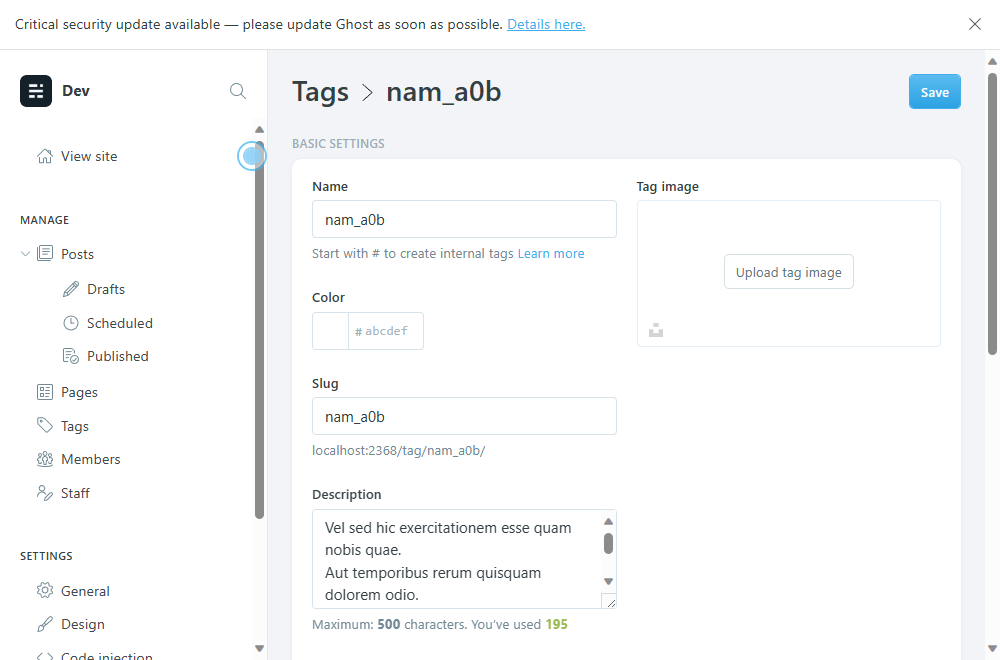 Critical security update available — please update Ghost as soon as possible. Details here.
Dev
View site
MANAGE
Posts
Drafts
Scheduled
Published
Pages
Tags
Members
Staff
SETTINGS
General
Design
Code injection
Tags > nam_a0b
Save
BASIC SETTINGS
Name
nam_a0b
Start with # to create internal tags Learn more
Color
# abcdef
Slug
nam_a0b
localhost:2368/tag/nam_a0b/
Description
Vel sed hic exercitationem esse quam
nobis quae.
Aut temporibus rerum quisquam
dolorem odio.
Maximum: 500 characters. You've used 195
Tag image
Upload tag image